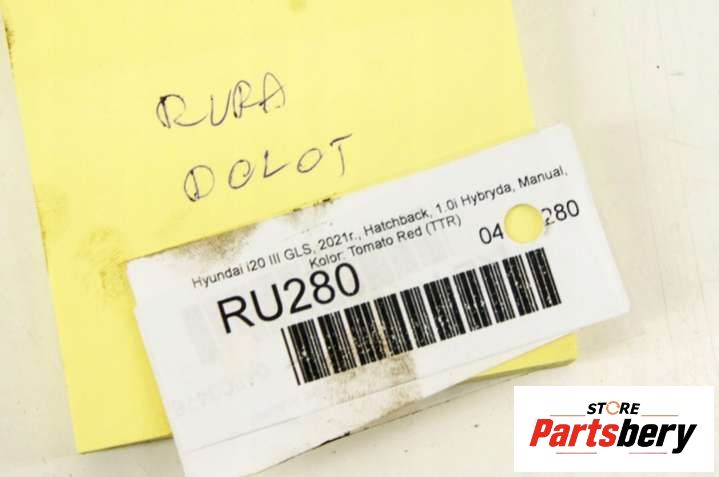 RURA
DOLOT
Hyundai i20 III GLS, 2021r., Hatchback, 1.0i Hybryda, Manual,
Kolor: Tomato Red (TTR)
RU280
04 280
STORE
Partsbery